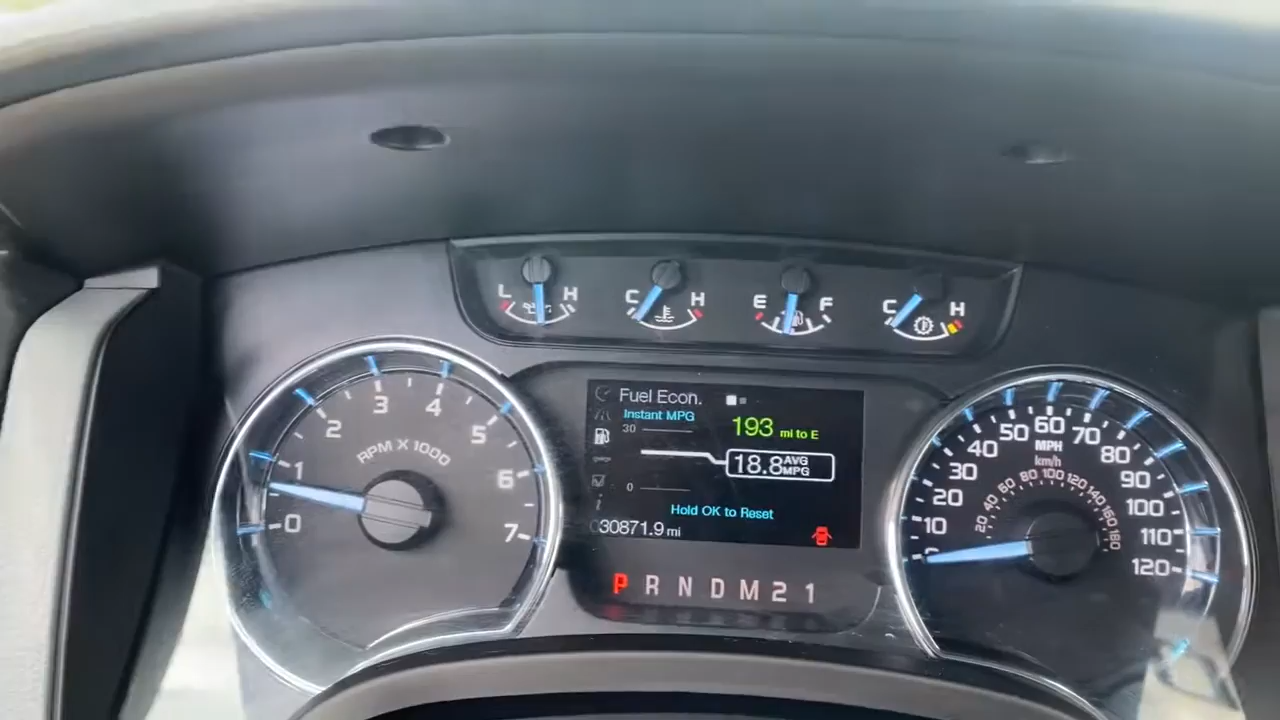 L H
C H
E F
C H
0 1 2 3 4 5 6 7
RPM X 1000
Fuel Econ.
Instant MPG
30
193 mi to E
18.8 AVG MPG
0
Hold OK to Reset
030871.9 mi
P R N D M 2 1
0 10 20 30 40 50 60 70 80 90 100 110 120
MPH
km/h
20 40 60 80 100 120 140 160 180